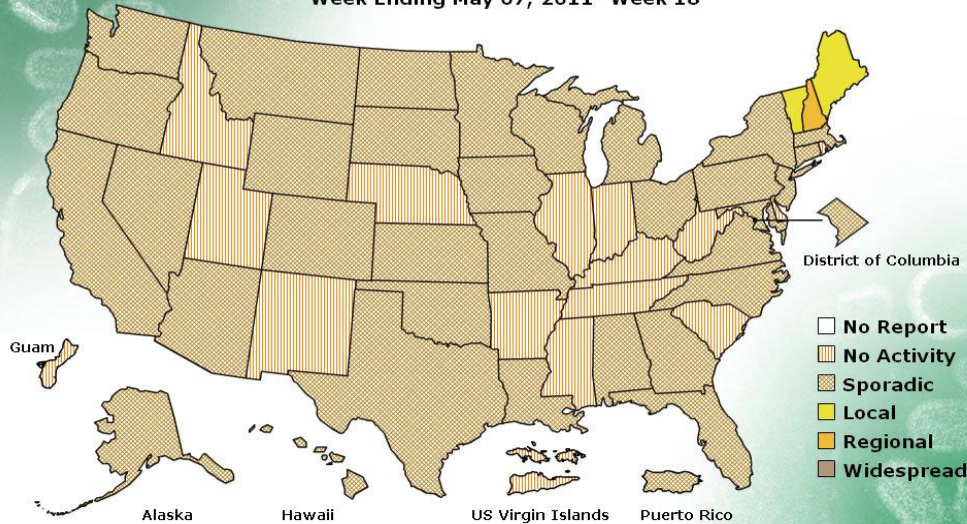 Week Ending May 07, 2011- Week 18
District of Columbia
No Report
No Activity
Guam
Sporadic
Local
Regional
Widespread
Alaska
Hawaii
US Virgin Islands
Puerto Rico